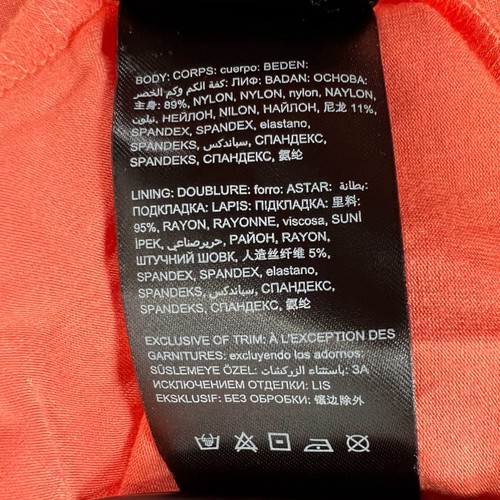 BODY: CORPS: cuerpo: BEDEN:
كفة الكم وكم الخصر: ЛИФ: BADAN: ОСНОВА:
主身: 89%, NYLON, NYLON, nylon, NAYLON,
نيلون, НЕЙЛОН, NILON, НАЙЛОН, 尼龙 11%,
SPANDEX, SPANDEX, elastano,
SPANDEKS, سباندكس, СПАНДЕКС,
SPANDEKS, СПАНДЕКС, 氨纶
LINING: DOUBLURE: forro: ASTAR: بطانة:
ПОДКЛАДКА: LAPIS: ПІДКЛАДКА: 里料:
95%, RAYON, RAYONNE, viscosa, SUNİ
İPEK, حريرصناعي, РАЙОН, RAYON,
ШТУЧНИЙ ШОВК, 人造丝纤维 5%,
SPANDEX, SPANDEX, elastano,
SPANDEKS, سباندكس, СПАНДЕКС,
SPANDEKS, СПАНДЕКС, 氨纶
EXCLUSIVE OF TRIM: À L'EXCEPTION DES
GARNITURES: excluyendo los adornos:
SÜSLEMEYE ÖZEL: باستثناء الزركشات: ЗА
ИСКЛЮЧЕНИЕМ ОТДЕЛКИ: LIS
EKSKLUSIF: БЕЗ ОБРОБКИ: 镶边除外